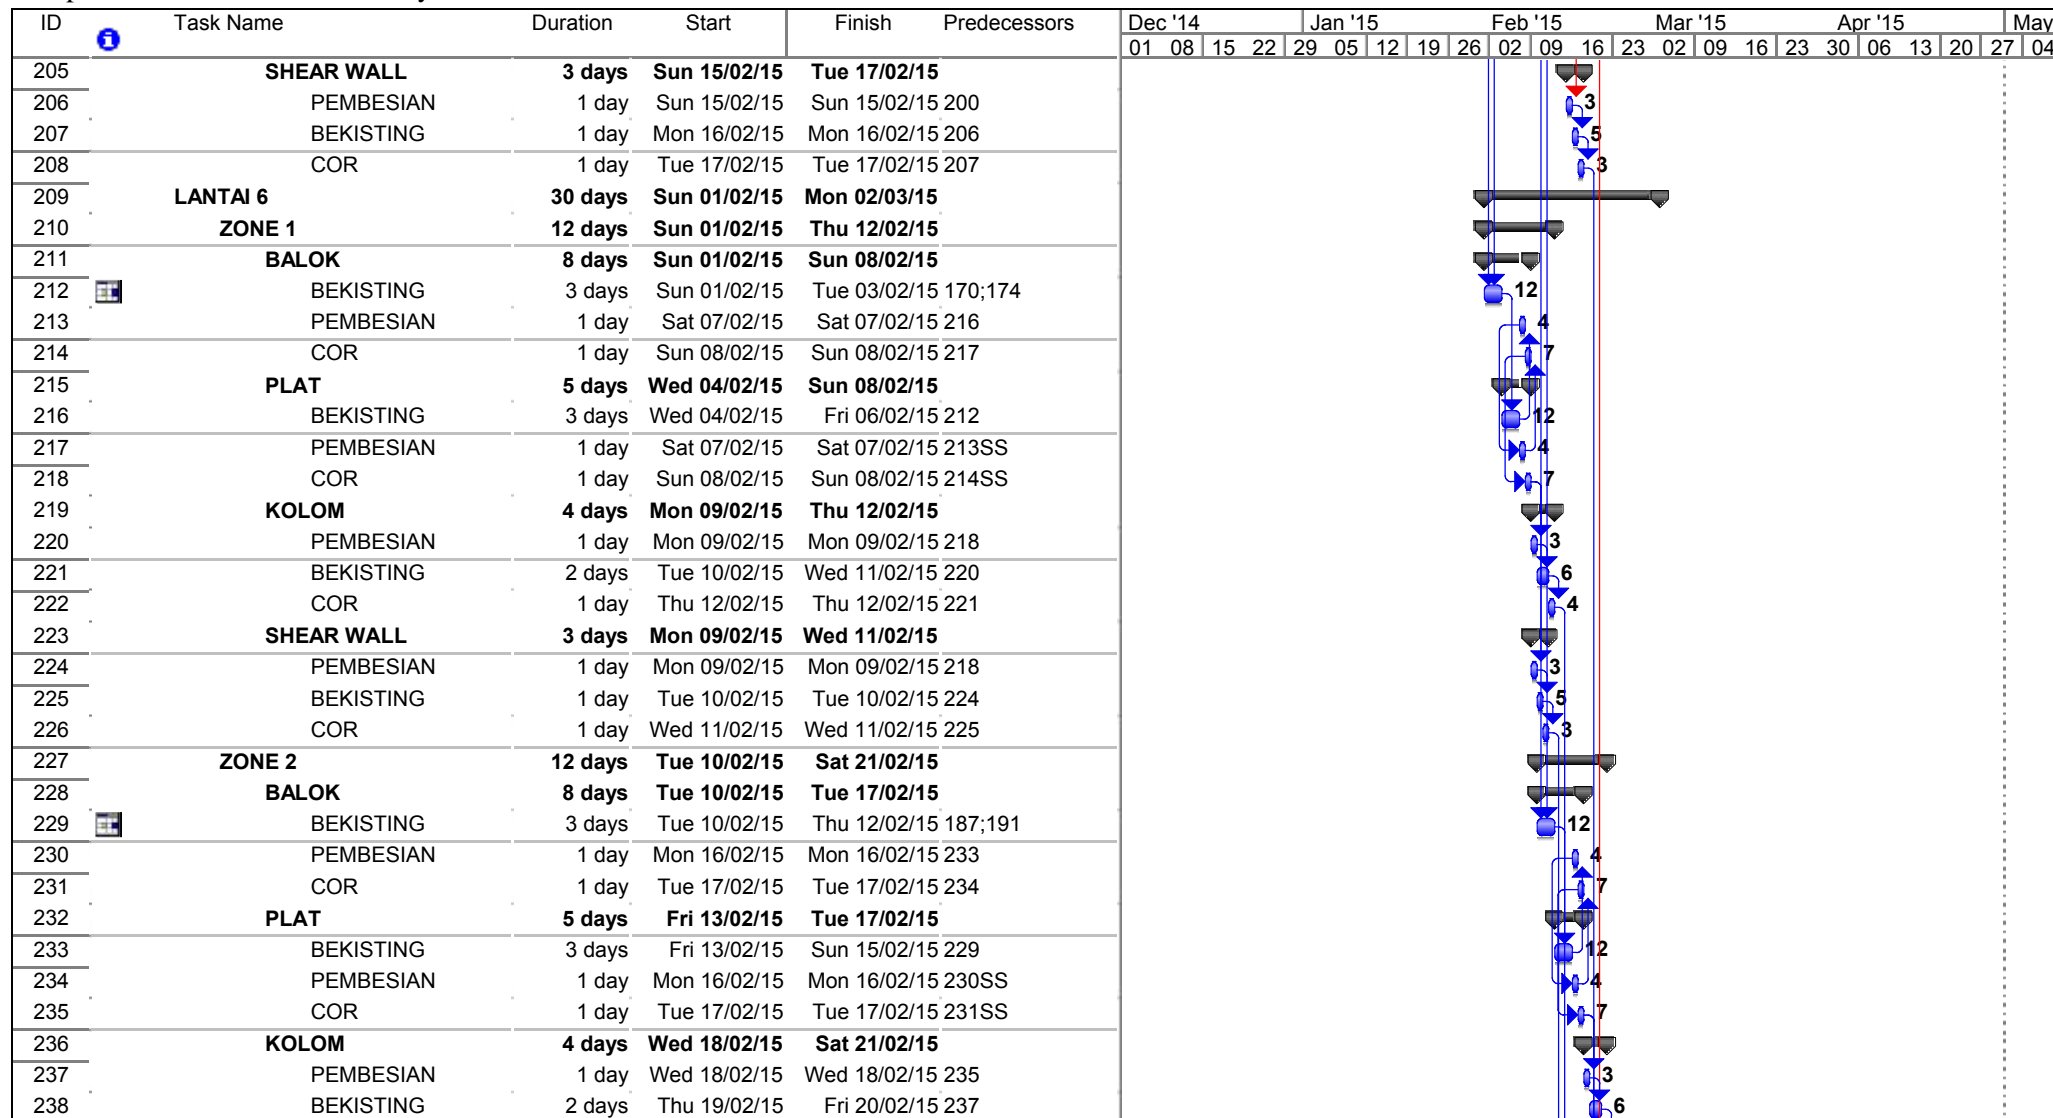 ID Task Name Duration Start Finish Predecessors Dec '14 Jan '15 Feb '15 Mar '15 Apr '15 May
01 08 15 22 29 05 12 19 26 02 09 16 23 02 09 16 23 30 06 13 20 27 04
205 SHEAR WALL 3 days Sun 15/02/15 Tue 17/02/15
206 PEMBESIAN 1 day Sun 15/02/15 Sun 15/02/15 200 3
207 BEKISTING 1 day Mon 16/02/15 Mon 16/02/15 206 5
208 COR 1 day Tue 17/02/15 Tue 17/02/15 207 3
209 LANTAI 6 30 days Sun 01/02/15 Mon 02/03/15
210 ZONE 1 12 days Sun 01/02/15 Thu 12/02/15
211 BALOK 8 days Sun 01/02/15 Sun 08/02/15
212 BEKISTING 3 days Sun 01/02/15 Tue 03/02/15 170;174 12
213 PEMBESIAN 1 day Sat 07/02/15 Sat 07/02/15 216 4
214 COR 1 day Sun 08/02/15 Sun 08/02/15 217 7
215 PLAT 5 days Wed 04/02/15 Sun 08/02/15
216 BEKISTING 3 days Wed 04/02/15 Fri 06/02/15 212 12
217 PEMBESIAN 1 day Sat 07/02/15 Sat 07/02/15 213SS 4
218 COR 1 day Sun 08/02/15 Sun 08/02/15 214SS 7
219 KOLOM 4 days Mon 09/02/15 Thu 12/02/15
220 PEMBESIAN 1 day Mon 09/02/15 Mon 09/02/15 218 3
221 BEKISTING 2 days Tue 10/02/15 Wed 11/02/15 220 6
222 COR 1 day Thu 12/02/15 Thu 12/02/15 221 4
223 SHEAR WALL 3 days Mon 09/02/15 Wed 11/02/15
224 PEMBESIAN 1 day Mon 09/02/15 Mon 09/02/15 218 3
225 BEKISTING 1 day Tue 10/02/15 Tue 10/02/15 224 5
226 COR 1 day Wed 11/02/15 Wed 11/02/15 225 3
227 ZONE 2 12 days Tue 10/02/15 Sat 21/02/15
228 BALOK 8 days Tue 10/02/15 Tue 17/02/15
229 BEKISTING 3 days Tue 10/02/15 Thu 12/02/15 187;191 12
230 PEMBESIAN 1 day Mon 16/02/15 Mon 16/02/15 233 4
231 COR 1 day Tue 17/02/15 Tue 17/02/15 234 7
232 PLAT 5 days Fri 13/02/15 Tue 17/02/15
233 BEKISTING 3 days Fri 13/02/15 Sun 15/02/15 229 12
234 PEMBESIAN 1 day Mon 16/02/15 Mon 16/02/15 230SS 4
235 COR 1 day Tue 17/02/15 Tue 17/02/15 231SS 7
236 KOLOM 4 days Wed 18/02/15 Sat 21/02/15
237 PEMBESIAN 1 day Wed 18/02/15 Wed 18/02/15 235 3
238 BEKISTING 2 days Thu 19/02/15 Fri 20/02/15 237 6